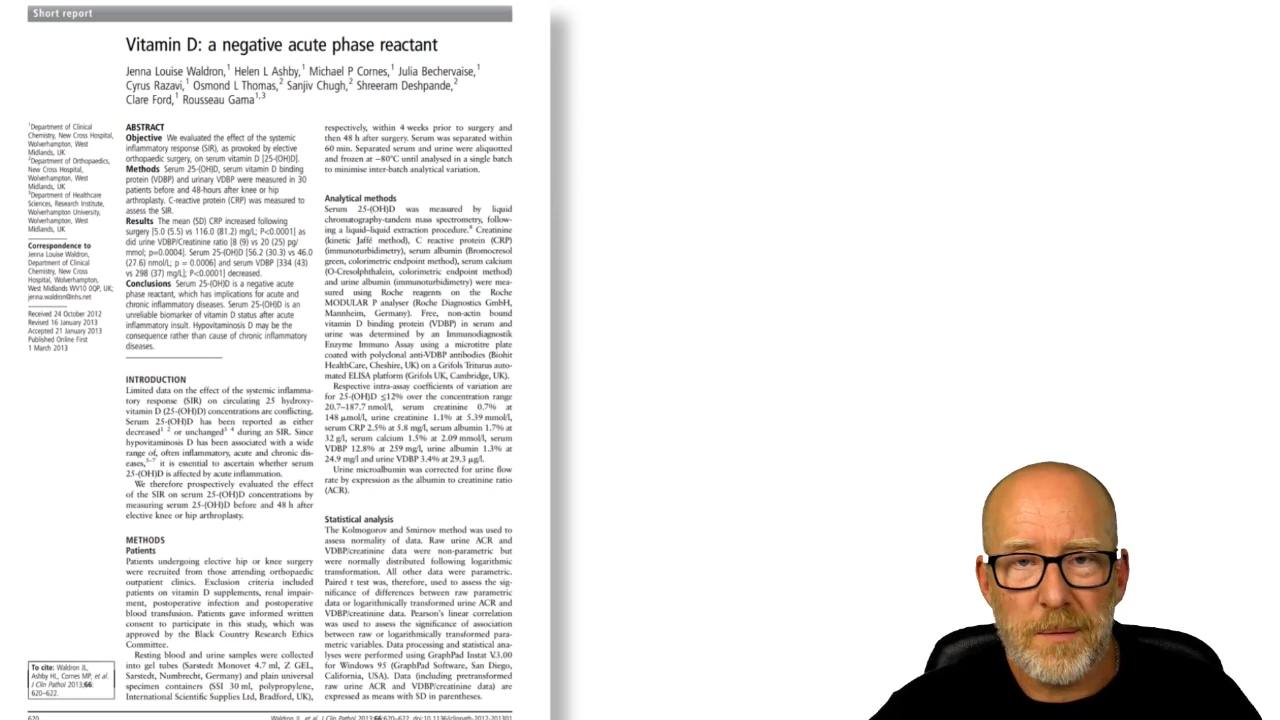 Short report
Vitamin D: a negative acute phase reactant
Jenna Louise Waldron,1 Helen L Ashby,1 Michael P Cornes,1 Julia Bechervaise,1
Cyrus Razavi,1 Osmond L Thomas,2 Sanjiv Chugh,2 Shreeram Deshpande,2
Clare Ford,1 Rousseau Gama1,3
1Department of Clinical
Chemistry, New Cross Hospital,
Wolverhampton, West
Midlands, UK
2Department of Orthopaedics,
New Cross Hospital,
Wolverhampton, West
Midlands, UK
3Department of Healthcare
Sciences, Research Institute,
Wolverhampton University,
Wolverhampton, West
Midlands, UK
Correspondence to
Jenna Louise Waldron,
Department of Clinical
Chemistry, New Cross
Hospital, Wolverhampton,
West Midlands WV10 0QP, UK;
jenna.waldron@nhs.net
Received 24 October 2012
Revised 16 January 2013
Accepted 21 January 2013
Published Online First
1 March 2013
To cite: Waldron JL,
Ashby HL, Cornes MP, et al.
J Clin Pathol 2013;66:
620–622.
ABSTRACT
Objective We evaluated the effect of the systemic
inflammatory response (SIR), as provoked by elective
orthopaedic surgery, on serum vitamin D [25-(OH)D].
Methods Serum 25-(OH)D, serum vitamin D binding
protein (VDBP) and urinary VDBP were measured in 30
patients before and 48-hours after knee or hip
arthroplasty. C-reactive protein (CRP) was measured to
assess the SIR.
Results The mean (SD) CRP increased following
surgery [5.0 (5.5) vs 116.0 (81.2) mg/L; P<0.0001] as
did urine VDBP/Creatinine ratio [8 (9) vs 20 (25) pg/
mmol; p=0.0004]. Serum 25-(OH)D [56.2 (30.3) vs 46.0
(27.6) nmol/L; p = 0.0006] and serum VDBP [334 (43)
vs 298 (37) mg/L; P<0.0001] decreased.
Conclusions Serum 25-(OH)D is a negative acute
phase reactant, which has implications for acute and
chronic inflammatory diseases. Serum 25-(OH)D is an
unreliable biomarker of vitamin D status after acute
inflammatory insult. Hypovitaminosis D may be the
consequence rather than cause of chronic inflammatory
diseases.
INTRODUCTION
Limited data on the effect of the systemic inflamma-
tory response (SIR) on circulating 25 hydroxy-
vitamin D (25-(OH)D) concentrations are conflicting.
Serum 25-(OH)D has been reported as either
decreased1 2 or unchanged3 4 during an SIR. Since
hypovitaminosis D has been associated with a wide
range of, often inflammatory, acute and chronic dis-
eases,5–7 it is essential to ascertain whether serum
25-(OH)D is affected by acute inflammation.
We therefore prospectively evaluated the effect
of the SIR on serum 25-(OH)D concentrations by
measuring serum 25-(OH)D before and 48 h after
elective knee or hip arthroplasty.
METHODS
Patients
Patients undergoing elective hip or knee surgery
were recruited from those attending orthopaedic
outpatient clinics. Exclusion criteria included
patients on vitamin D supplements, renal impair-
ment, postoperative infection and postoperative
blood transfusion. Patients gave informed written
consent to participate in this study, which was
approved by the Black Country Research Ethics
Committee.
Resting blood and urine samples were collected
into gel tubes (Sarstedt Monovet 4.7 ml, Z GEL,
Sarstedt, Numbrecht, Germany) and plain universal
specimen containers (SSI 30 ml, polypropylene,
International Scientific Supplies Ltd, Bradford, UK),
respectively, within 4 weeks prior to surgery and
then 48 h after surgery. Serum was separated within
60 min. Separated serum and urine were aliquoted
and frozen at −80°C until analysed in a single batch
to minimise inter-batch analytical variation.
Analytical methods
Serum 25-(OH)D was measured by liquid
chromatography-tandem mass spectrometry, follow-
ing a liquid-liquid extraction procedure.8 Creatinine
(kinetic Jaffé method), C reactive protein (CRP)
(immunoturbidimetry), serum albumin (Bromocresol
green, colorimetric endpoint method), serum calcium
(O-Cresolphthalein, colorimetric endpoint method)
and urine albumin (immunoturbidimetry) were mea-
sured using Roche reagents on the Roche
MODULAR P analyser (Roche Diagnostics GmbH,
Mannheim, Germany). Free, non-actin bound
vitamin D binding protein (VDBP) in serum and
urine was determined by an Immunodiagnostik
Enzyme Immuno Assay using a microtitre plate
coated with polyclonal anti-VDBP antibodies (Biohit
HealthCare, Cheshire, UK) on a Grifols Triturus auto-
mated ELISA platform (Grifols UK, Cambridge, UK).
Respective intra-assay coefficients of variation are
for 25-(OH)D ≤12% over the concentration range
20.7–187.7 nmol/l, serum creatinine 0.7% at
148 µmol/l, urine creatinine 1.1% at 5.39 mmol/l,
serum CRP 2.5% at 5.8 mg/l, serum albumin 1.7% at
32 g/l, serum calcium 1.5% at 2.09 mmol/l, serum
VDBP 12.8% at 259 mg/l, urine albumin 1.3% at
24.9 mg/l and urine VDBP 3.4% at 29.3 µg/l.
Urine microalbumin was corrected for urine flow
rate by expression as the albumin to creatinine ratio
(ACR).
Statistical analysis
The Kolmogorov and Smirnov method was used to
assess normality of data. Raw urine ACR and
VDBP/creatinine data were non-parametric but
were normally distributed following logarithmic
transformation. All other data were parametric.
Paired t test was, therefore, used to assess the sig-
nificance of differences between raw parametric
data or logarithmically transformed urine ACR and
VDBP/creatinine data. Pearson's linear correlation
was used to assess the significance of association
between raw or logarithmically transformed para-
metric variables. Data processing and statistical ana-
lyses were performed using GraphPad Instat V.3.00
for Windows 95 (GraphPad Software, San Diego,
California, USA). Data (including pretransformed
raw urine ACR and VDBP/creatinine data) are
expressed as means with SD in parentheses.
620
Waldron JL, et al. J Clin Pathol 2013;66:620–622. doi:10.1136/jclinpath-2012-201301